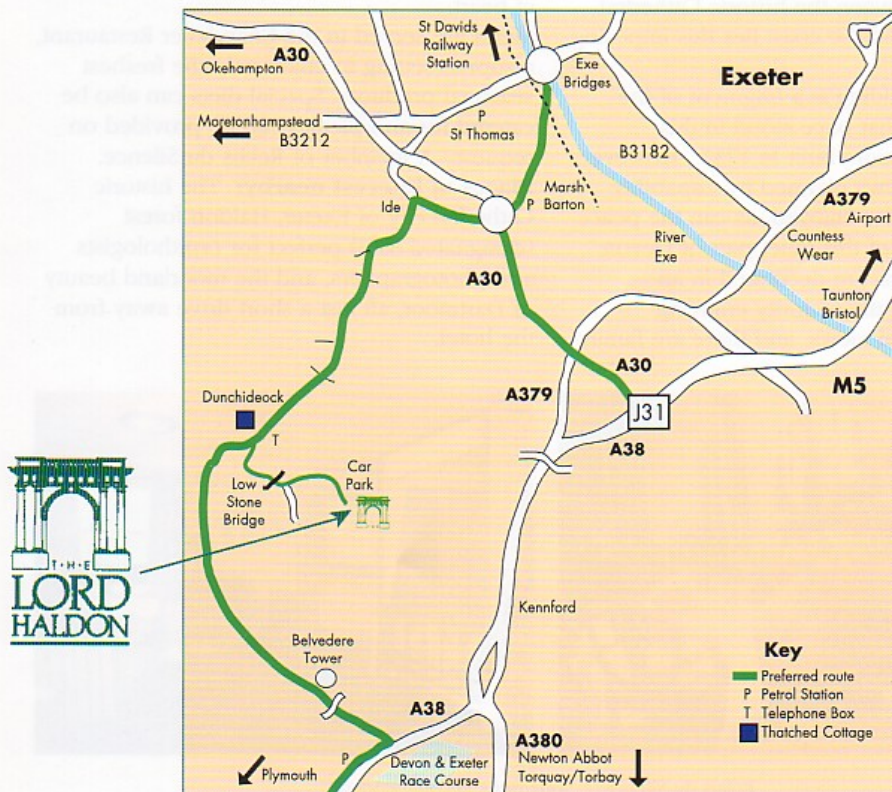 St Davids
Railway
Station
A30
Okehampton
Exe
Bridges
Exeter
Moretonhampstead
B3212
P
St Thomas
B3182
Ide
P
Marsh
Barton
A379
Airport
River
Exe
Countess
Wear
A30
Taunton
Bristol
A30
M5
A379
J31
A38
Dunchideock
T
Low
Stone
Bridge
Car
Park
T·H·E
LORD
HALDON
Kennford
Belvedere
Tower
A38
P
Plymouth
Devon & Exeter
Race Course
A380
Newton Abbot
Torquay/Torbay
Key
Preferred route
P Petrol Station
T Telephone Box
Thatched Cottage